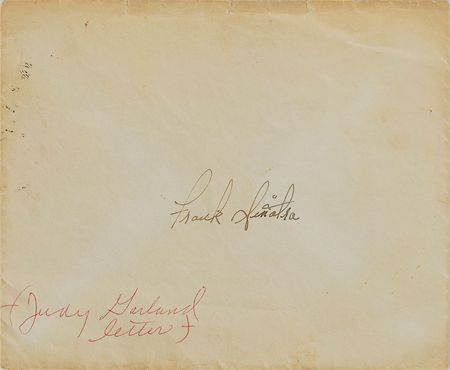 Frank Sinatra
(Judy Garland
letter)